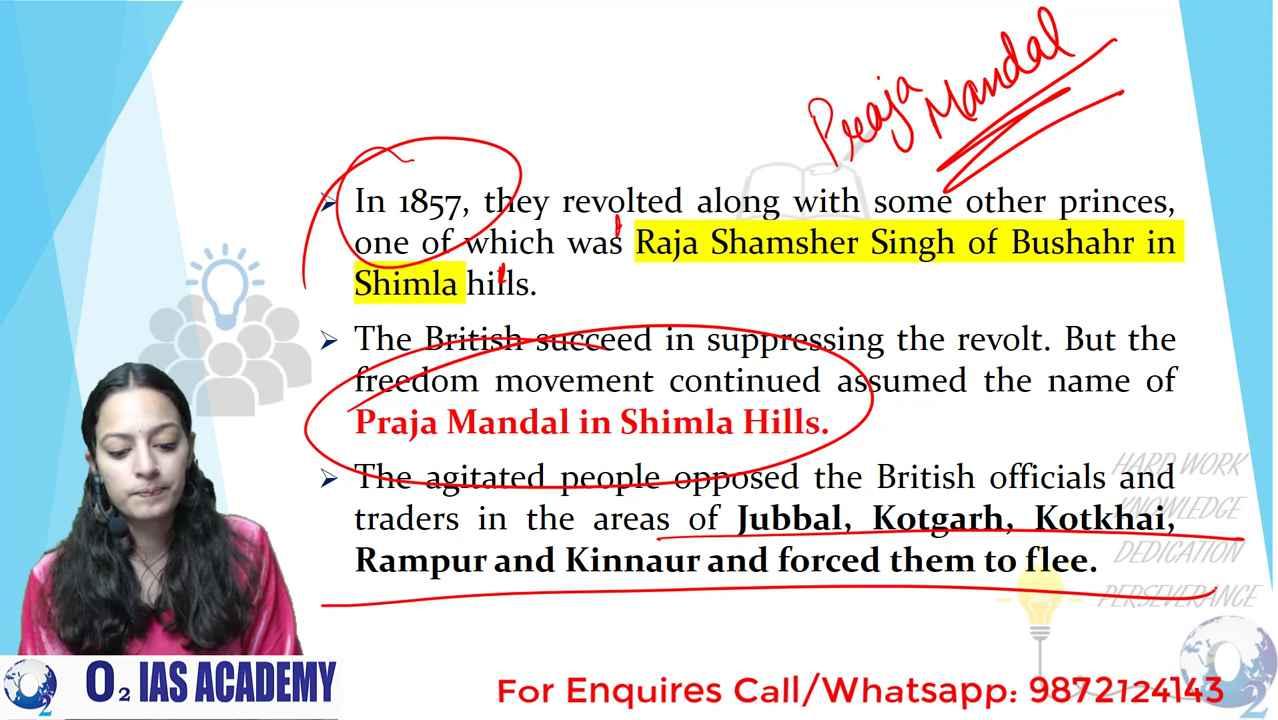 Praja Mandal
In 1857, they revolted along with some other princes,
one of which was Raja Shamsher Singh of Bushahr in
Shimla hills.
The British succeed in suppressing the revolt. But the
freedom movement continued assumed the name of
Praja Mandal in Shimla Hills.
The agitated people opposed the British officials and
traders in the areas of Jubbal, Kotgarh, Kotkhai,
Rampur and Kinnaur and forced them to flee.
HARD WORK
KNOWLEDGE
DEDICATION
PERSEVERANCE
O2 IAS ACADEMY
For Enquires Call/Whatsapp: 9872124143